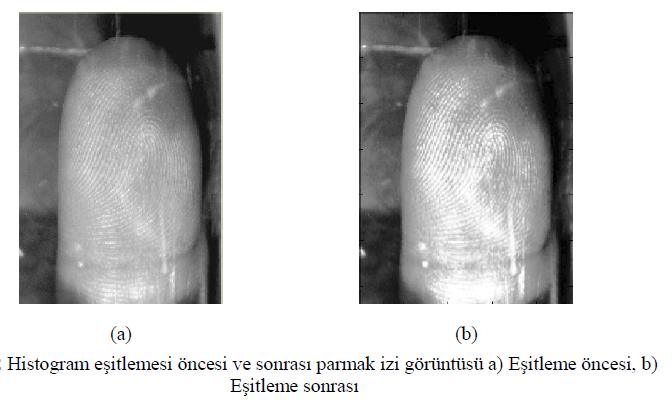 (a) (b)
Histogram eşitlemesi öncesi ve sonrası parmak izi görüntüsü a) Eşitleme öncesi, b)
Eşitleme sonrası